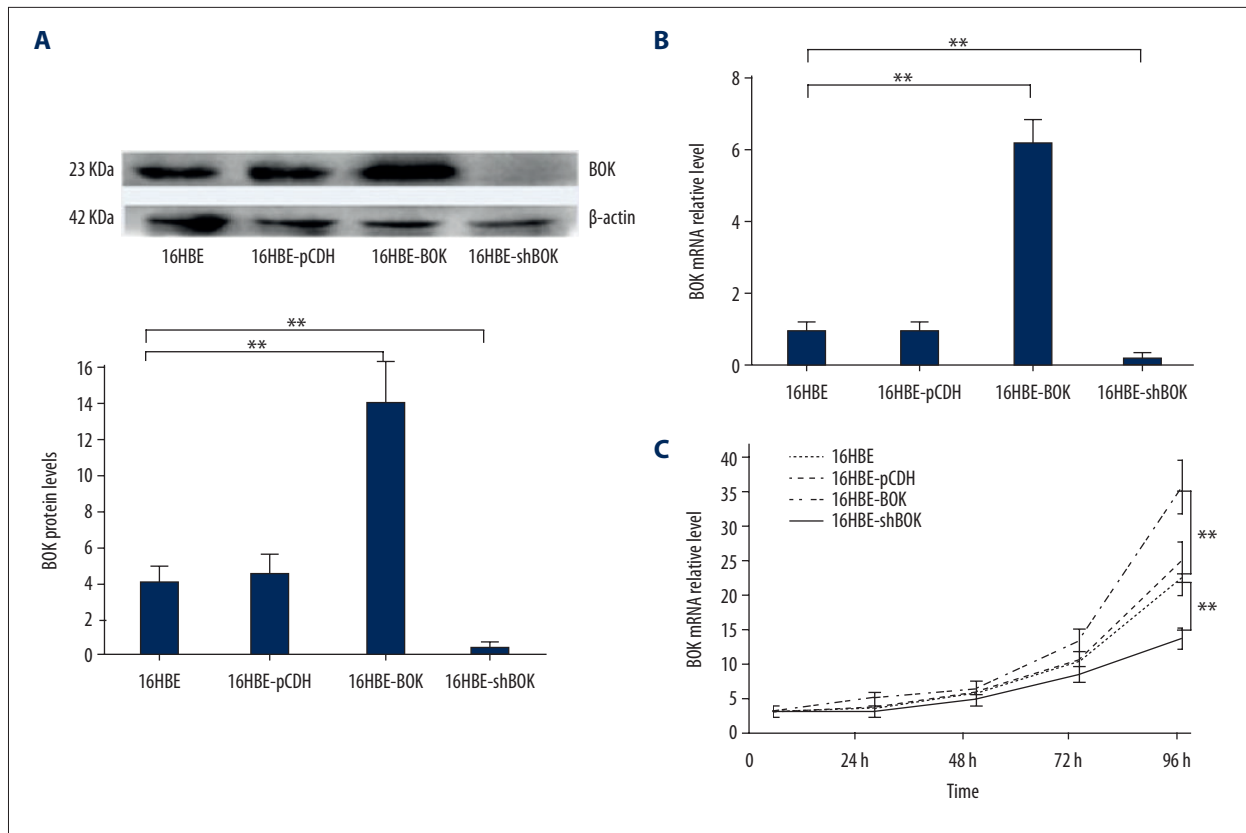 A
23 KDa
BOK
42 KDa
β-actin
16HBE 16HBE-pCDH 16HBE-BOK 16HBE-shBOK
**
**
16
14
12
10
8
6
4
2
0
BOK protein levels
16HBE 16HBE-pCDH 16HBE-BOK 16HBE-shBOK
B
**
**
8
6
4
2
0
BOK mRNA relative level
16HBE 16HBE-pCDH 16HBE-BOK 16HBE-shBOK
C
40
35
30
25
20
15
10
5
0
BOK mRNA relative level
16HBE
16HBE-pCDH
16HBE-BOK
16HBE-shBOK
**
**
0 24 h 48 h 72 h 96 h
Time